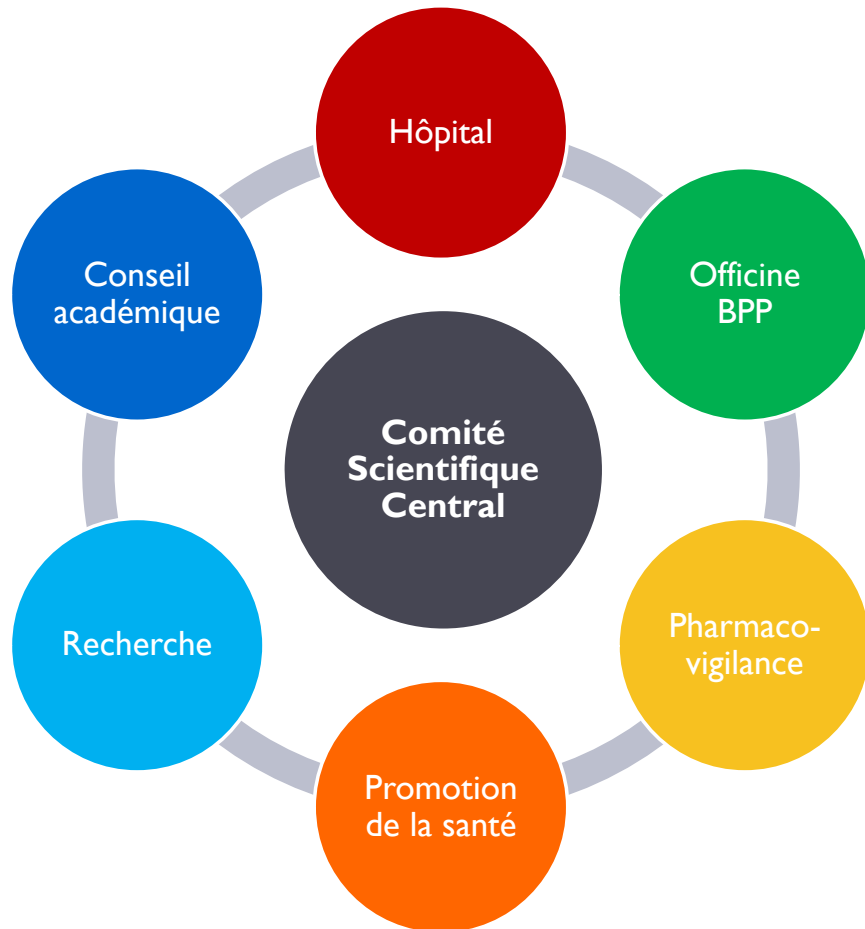 Hôpital
Officine
BPP
Pharmaco-
vigilance
Promotion
de la santé
Recherche
Conseil
académique
Comité
Scientifique
Central